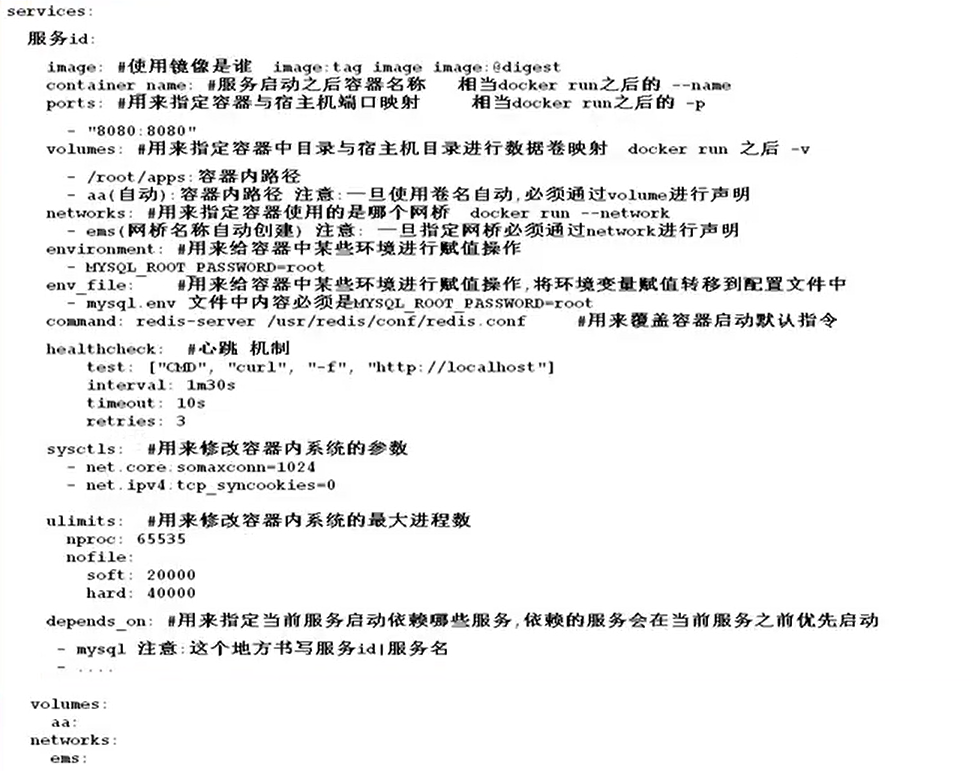 services:
服务id:
image: #使用镜像是谁 image:tag image image:@digest
container_name: #服务启动之后容器名称 相当docker run之后的 --name
ports: #用来指定容器与宿主机端口映射 相当docker run之后的 -p
- "8080:8080"
volumes: #用来指定容器中目录与宿主机目录进行数据卷映射 docker run 之后 -v
- /root/apps:容器内路径
- aa(自动):容器内路径 注意:一旦使用卷名自动,必须通过volume进行声明
networks: #用来指定容器使用的是哪个网桥 docker run --network
- ems(网桥名称自动创建) 注意: 一旦指定网桥必须通过network进行声明
environment: #用来给容器中某些环境进行赋值操作
- MYSQL_ROOT_PASSWORD=root
env_file: #用来给容器中某些环境进行赋值操作,将环境变量赋值转移到配置文件中
- mysql.env 文件中内容必须是MYSQL_ROOT_PASSWORD=root
command: redis-server /usr/redis/conf/redis.conf #用来覆盖容器启动默认指令
healthcheck: #心跳 机制
test: ["CMD", "curl", "-f", "http://localhost"]
interval: 1m30s
timeout: 10s
retries: 3
sysctls: #用来修改容器内系统的参数
- net.core.somaxconn=1024
- net.ipv4.tcp_syncookies=0
ulimits: #用来修改容器内系统的最大进程数
nproc: 65535
nofile:
soft: 20000
hard: 40000
depends_on: #用来指定当前服务启动依赖哪些服务,依赖的服务会在当前服务之前优先启动
- mysql 注意:这个地方书写服务id|服务名
- ....
volumes:
aa:
networks:
ems: